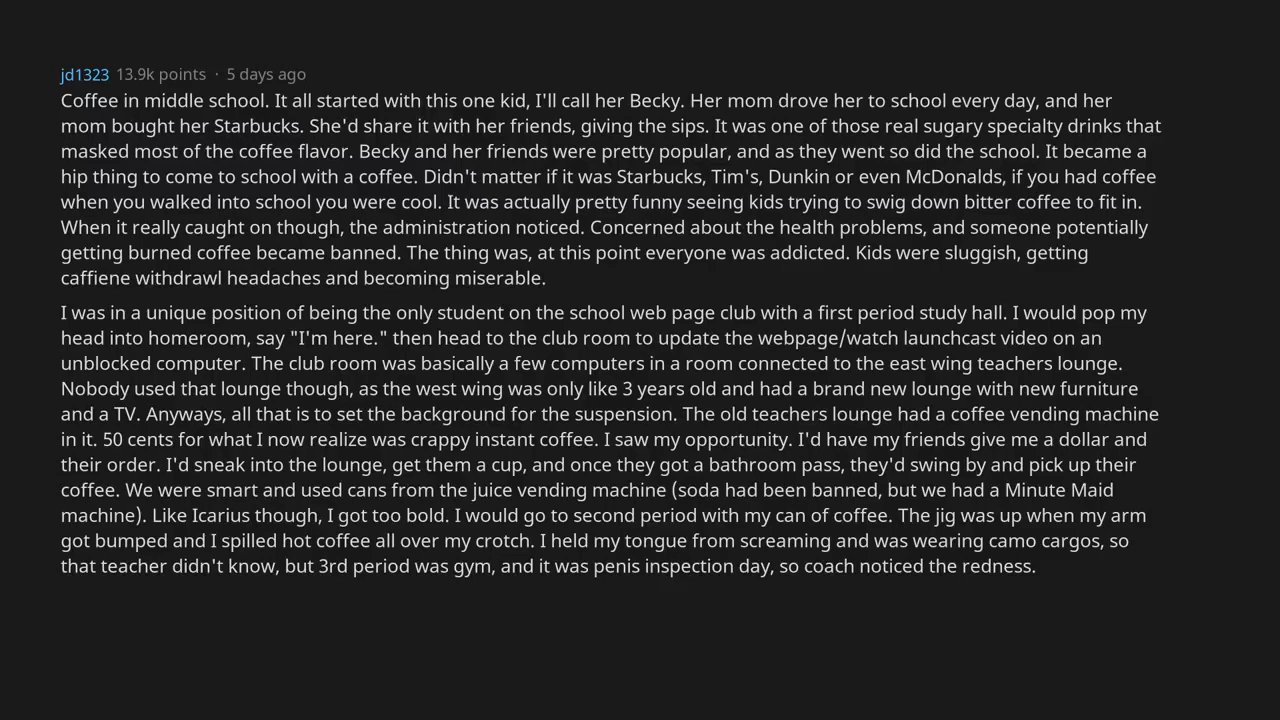 jd1323 13.9k points · 5 days ago
Coffee in middle school. It all started with this one kid, I'll call her Becky. Her mom drove her to school every day, and her
mom bought her Starbucks. She'd share it with her friends, giving the sips. It was one of those real sugary specialty drinks that
masked most of the coffee flavor. Becky and her friends were pretty popular, and as they went so did the school. It became a
hip thing to come to school with a coffee. Didn't matter if it was Starbucks, Tim's, Dunkin or even McDonalds, if you had coffee
when you walked into school you were cool. It was actually pretty funny seeing kids trying to swig down bitter coffee to fit in.
When it really caught on though, the administration noticed. Concerned about the health problems, and someone potentially
getting burned coffee became banned. The thing was, at this point everyone was addicted. Kids were sluggish, getting
caffiene withdrawl headaches and becoming miserable.
I was in a unique position of being the only student on the school web page club with a first period study hall. I would pop my
head into homeroom, say "I'm here." then head to the club room to update the webpage/watch launchcast video on an
unblocked computer. The club room was basically a few computers in a room connected to the east wing teachers lounge.
Nobody used that lounge though, as the west wing was only like 3 years old and had a brand new lounge with new furniture
and a TV. Anyways, all that is to set the background for the suspension. The old teachers lounge had a coffee vending machine
in it. 50 cents for what I now realize was crappy instant coffee. I saw my opportunity. I'd have my friends give me a dollar and
their order. I'd sneak into the lounge, get them a cup, and once they got a bathroom pass, they'd swing by and pick up their
coffee. We were smart and used cans from the juice vending machine (soda had been banned, but we had a Minute Maid
machine). Like Icarius though, I got too bold. I would go to second period with my can of coffee. The jig was up when my arm
got bumped and I spilled hot coffee all over my crotch. I held my tongue from screaming and was wearing camo cargos, so
that teacher didn't know, but 3rd period was gym, and it was penis inspection day, so coach noticed the redness.